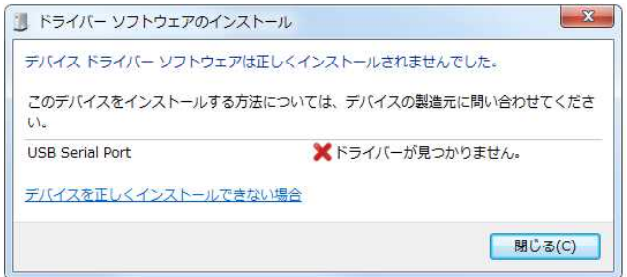 ドライバー ソフトウェアのインストール
デバイス ドライバー ソフトウェアは正しくインストールされませんでした。
このデバイスをインストールする方法については、デバイスの製造元に問い合わせてくださ
い。
USB Serial Port ドライバーが見つかりません。
デバイスを正しくインストールできない場合
閉じる(C)